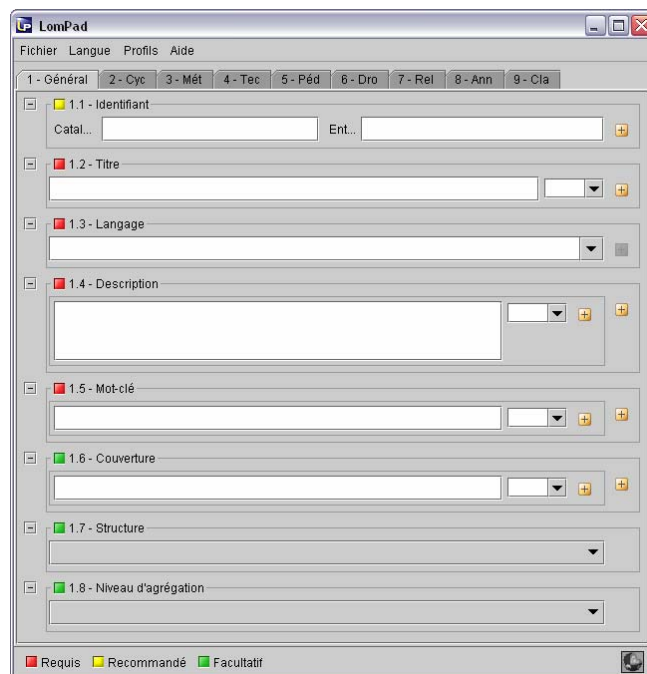 LomPad
Fichier Langue Profils Aide
1 - Général 2 - Cyc 3 - Mét 4 - Tec 5 - Péd 6 - Dro 7 - Rel 8 - Ann 9 - Cla
1.1 - Identifiant
Catal... Ent...
1.2 - Titre
1.3 - Langage
1.4 - Description
1.5 - Mot-clé
1.6 - Couverture
1.7 - Structure
1.8 - Niveau d'agrégation
Requis Recommandé Facultatif